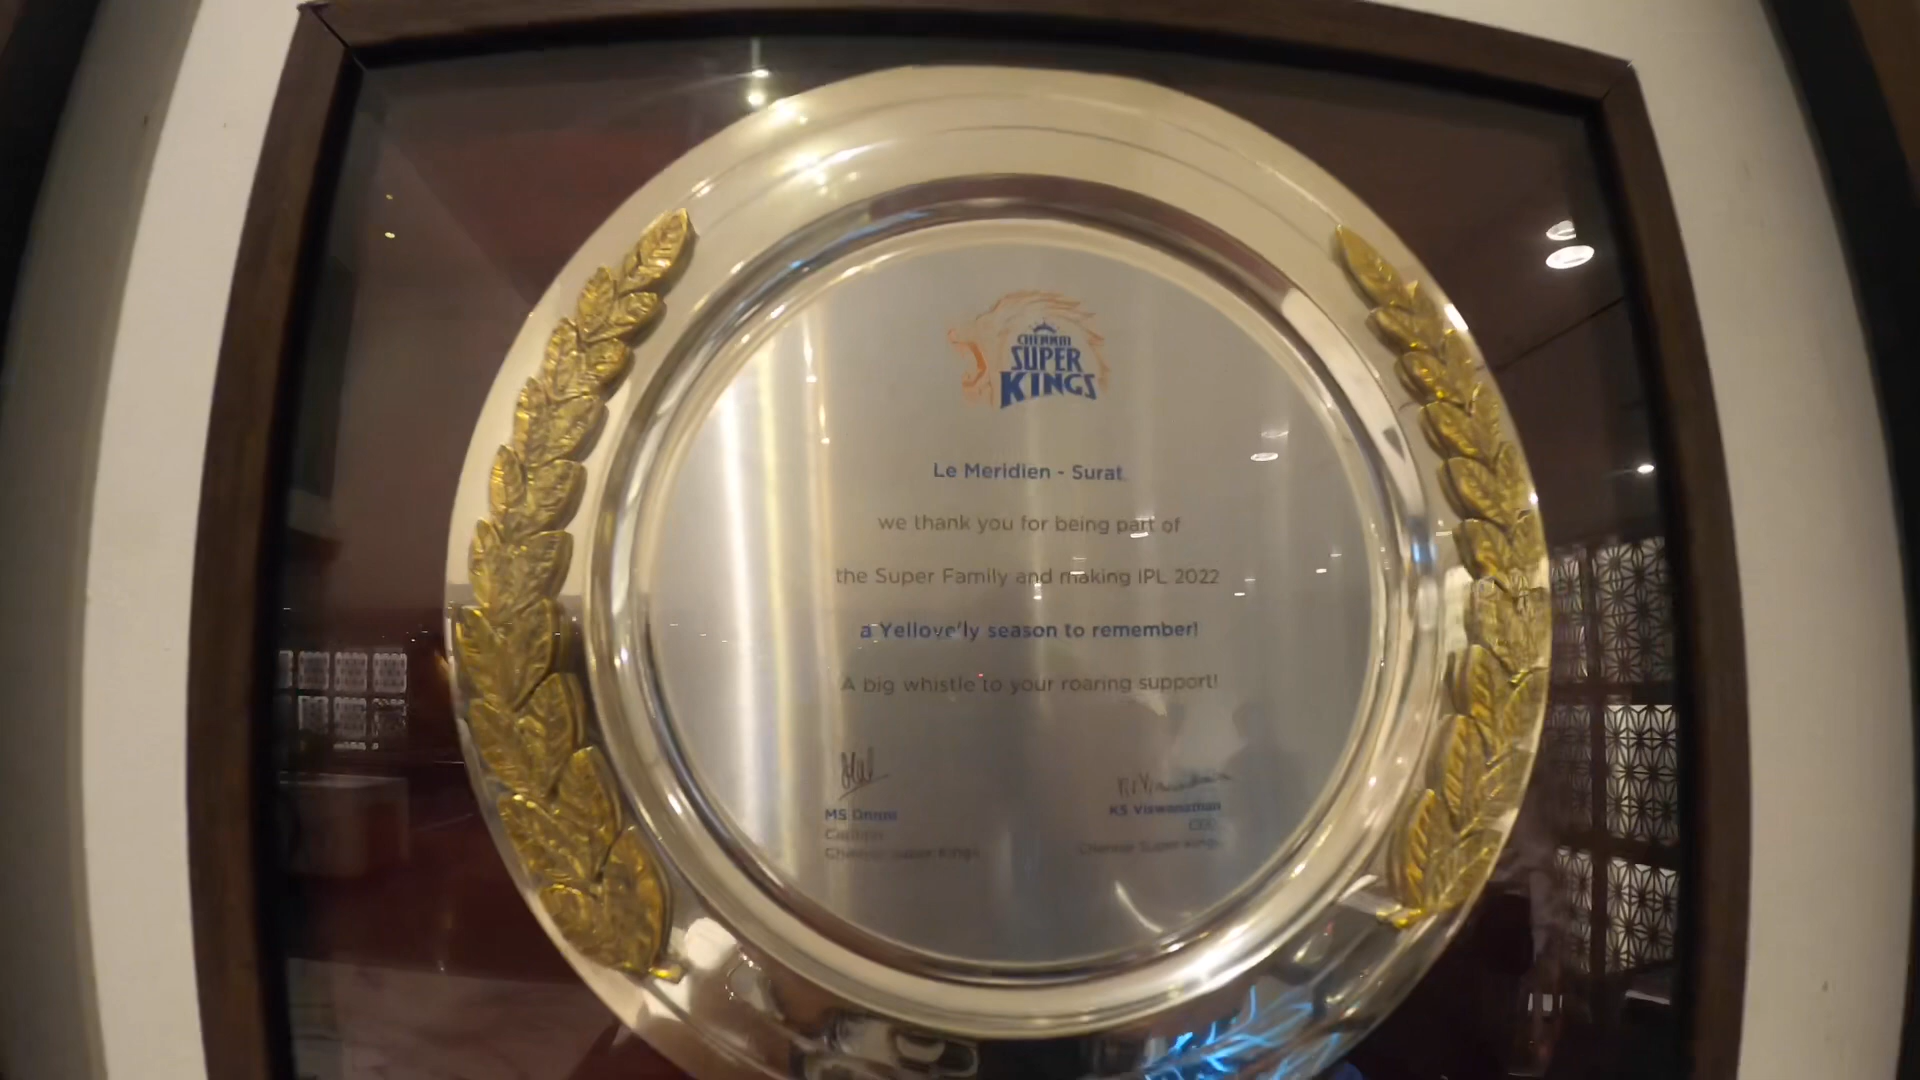 CHENNAI
SUPER
KINGS
Le Meridien - Surat
we thank you for being part of
the Super Family and making IPL 2022
a Yellove'ly season to remember!
A big whistle to your roaring support!
MS Dhoni
KS Viswanathan
Captain
CEO
Chennai Super Kings
Chennai Super Kings